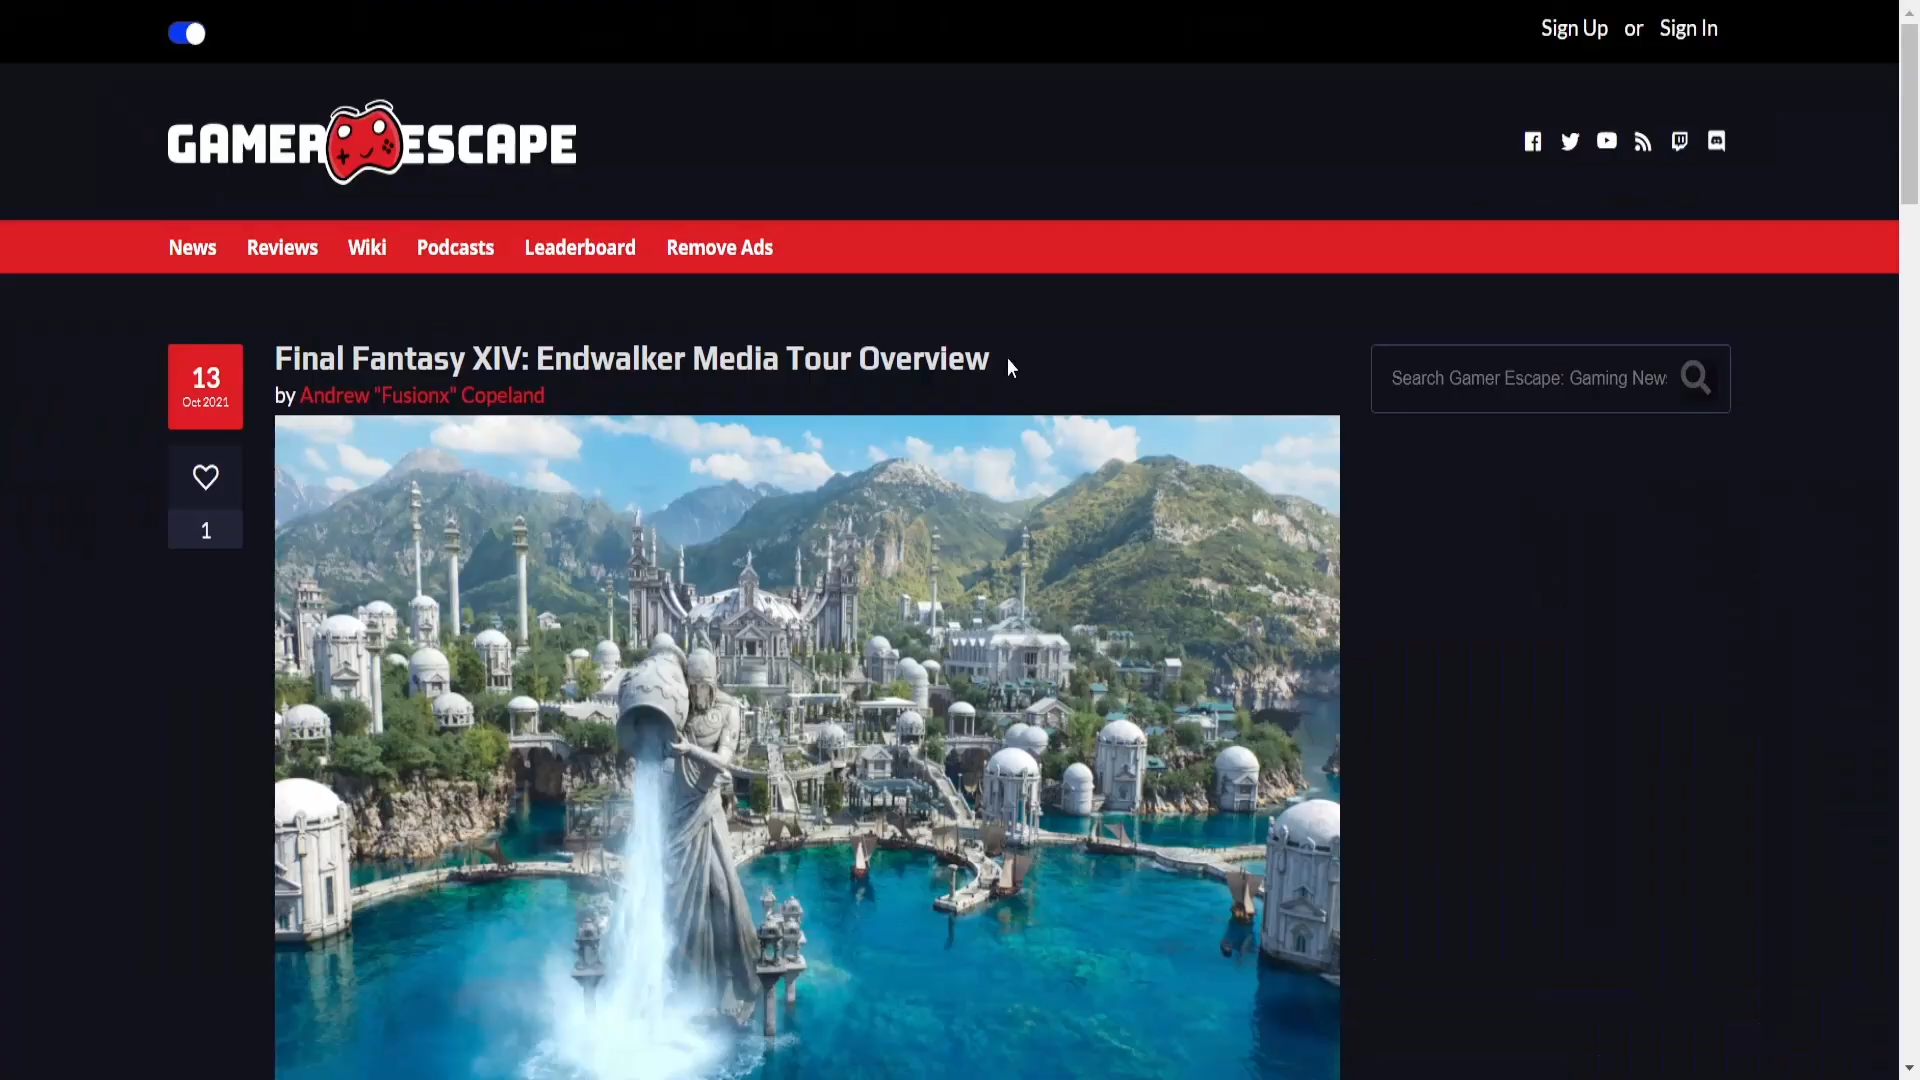 Sign Up or Sign In
GAMER ESCAPE
News Reviews Wiki Podcasts Leaderboard Remove Ads
13
Oct 2021
Final Fantasy XIV: Endwalker Media Tour Overview
by Andrew "Fusionx" Copeland
Search Gamer Escape: Gaming New
1